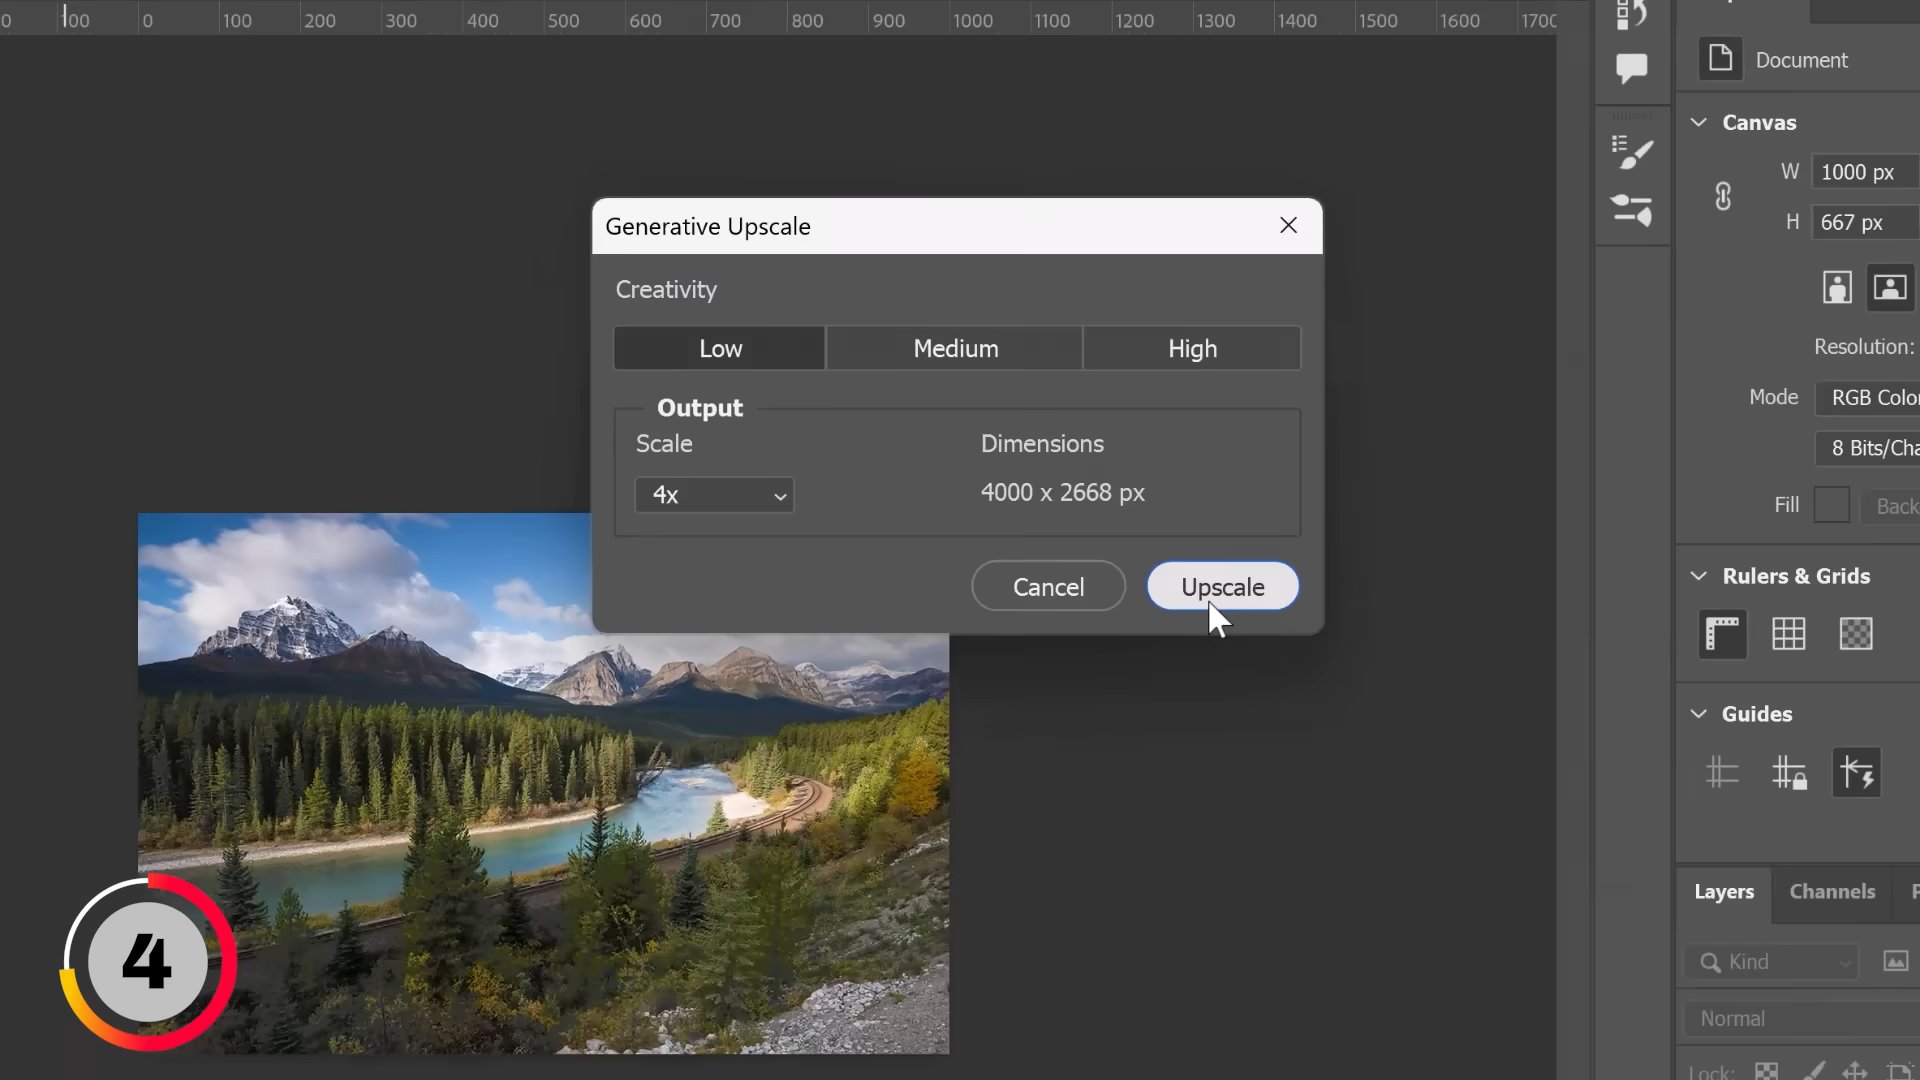 0 100 0 100 200 300 400 500 600 700 800 900 1000 1100 1200 1300 1400 1500 1600 1700
Document
Canvas
W 1000 px
H 667 px
Resolution:
Mode RGB Color
8 Bits/Cha
Fill Back
Rulers & Grids
Guides
Layers Channels P
Kind
Normal
Lock:
Generative Upscale
Creativity
Low Medium High
Output
Scale Dimensions
4x 4000 x 2668 px
Cancel Upscale
4